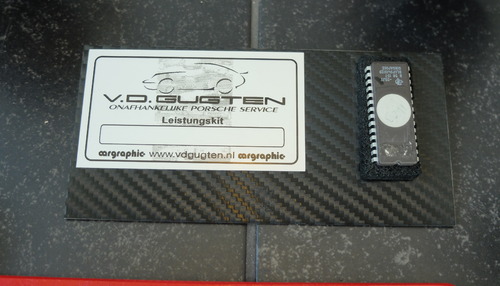 V.D.GUGTEN
ONAFHANKELIJKE PORSCHE SERVICE
Leistungskit
cargraphic www.vdgugten.nl cargraphic